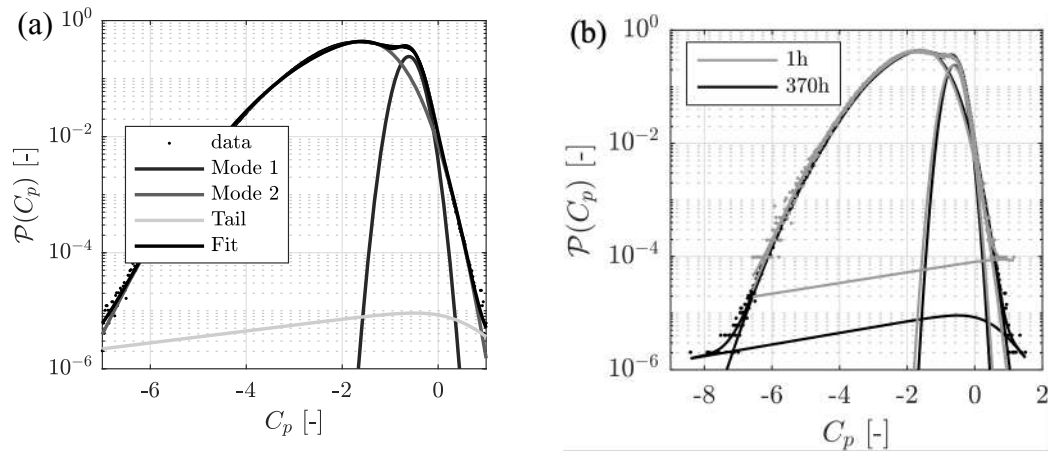 (a)
10^0
10^-2
10^-4
10^-6
P(C_p) [-]
data
Mode 1
Mode 2
Tail
Fit
-6
-4
-2
0
C_p [-]
(b)
10^0
10^-2
10^-4
10^-6
P(C_p) [-]
1h
370h
-8
-6
-4
-2
0
2
C_p [-]